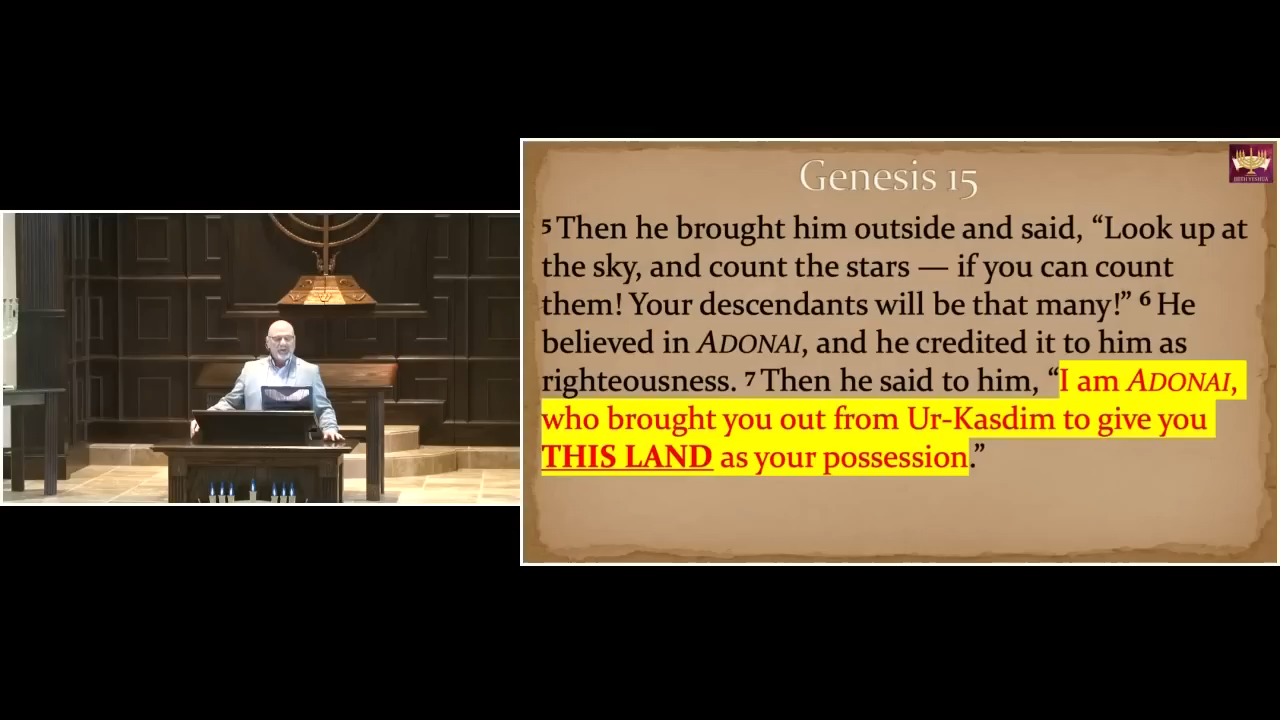 Genesis 15
5 Then he brought him outside and said, “Look up at
the sky, and count the stars — if you can count
them! Your descendants will be that many!” 6 He
believed in ADONAI, and he credited it to him as
righteousness. 7 Then he said to him, “I am ADONAI,
who brought you out from Ur-Kasdim to give you
THIS LAND as your possession.”